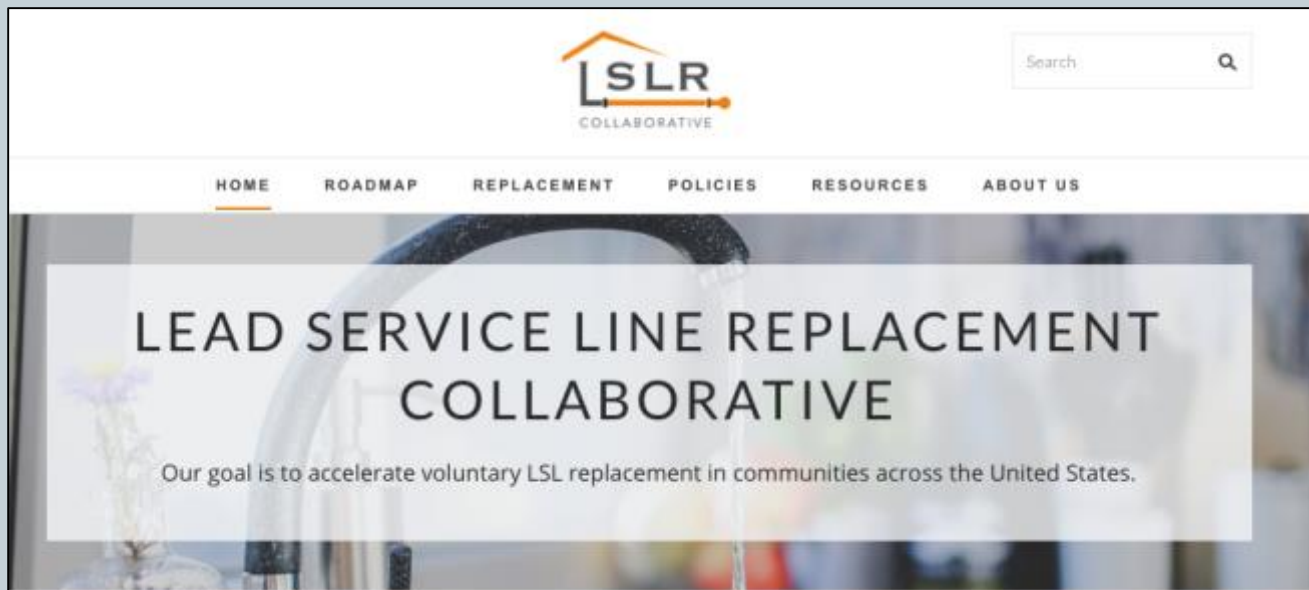 LSLR
COLLABORATIVE
Search
HOME ROADMAP REPLACEMENT POLICIES RESOURCES ABOUT US
LEAD SERVICE LINE REPLACEMENT
COLLABORATIVE
Our goal is to accelerate voluntary LSL replacement in communities across the United States.